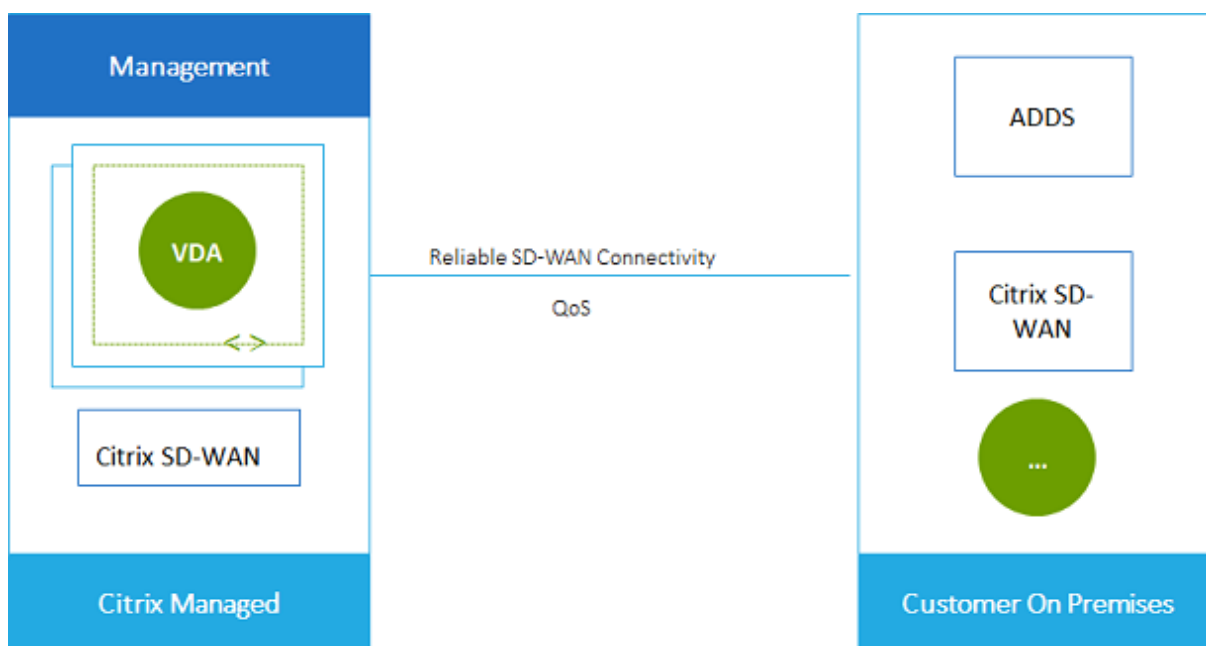 Management
VDA
< >
Citrix SD-WAN
Citrix Managed
Reliable SD-WAN Connectivity
QoS
ADDS
Citrix SD-
WAN
...
Customer On Premises